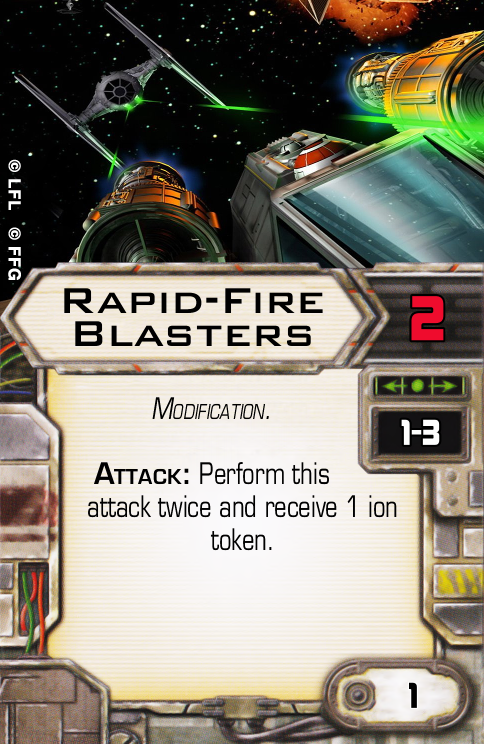 © LFL © FFG
Rapid-Fire
Blasters
2
1-3
Modification.
Attack: Perform this
attack twice and receive 1 ion
token.
1